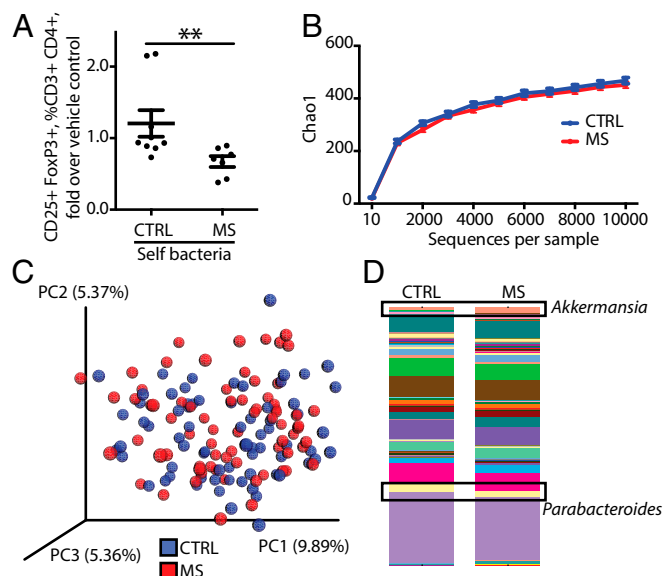 A
CD25+ FoxP3+, %CD3+ CD4+,
fold over vehicle control
2.0
1.0
0.0
**
CTRL
MS
Self bacteria
B
Chao1
600
400
200
0
CTRL
MS
10
2000
4000
6000
8000
10000
Sequences per sample
C
PC2 (5.37%)
PC3 (5.36%)
PC1 (9.89%)
CTRL
MS
D
CTRL
MS
Akkermansia
Parabacteroides